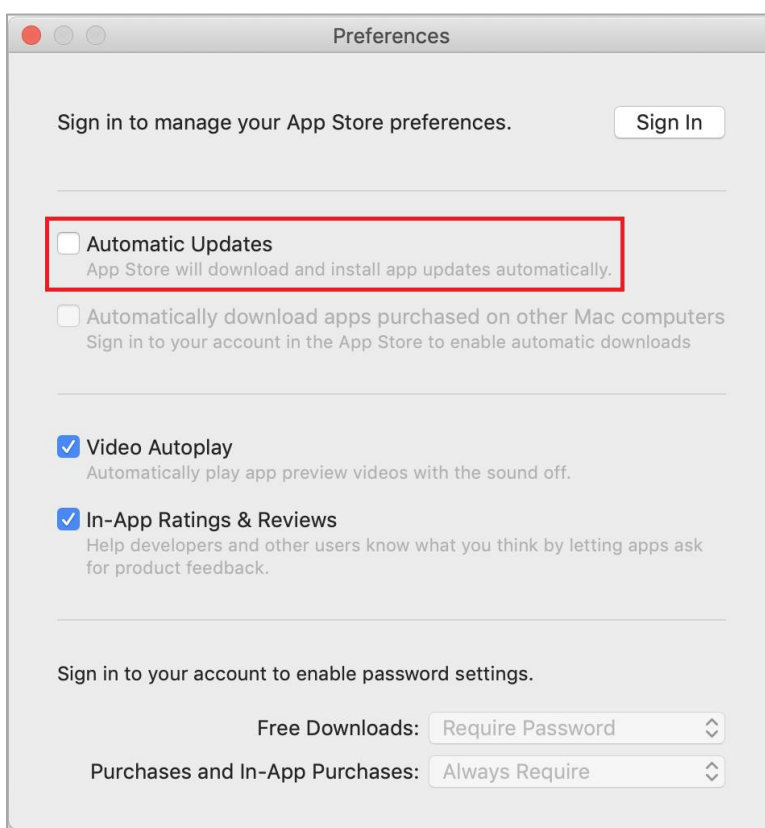 Preferences
Sign in to manage your App Store preferences.
Sign In
Automatic Updates
App Store will download and install app updates automatically.
Automatically download apps purchased on other Mac computers
Sign in to your account in the App Store to enable automatic downloads
Video Autoplay
Automatically play app preview videos with the sound off.
In-App Ratings & Reviews
Help developers and other users know what you think by letting apps ask
for product feedback.
Sign in to your account to enable password settings.
Free Downloads: Require Password
Purchases and In-App Purchases: Always Require